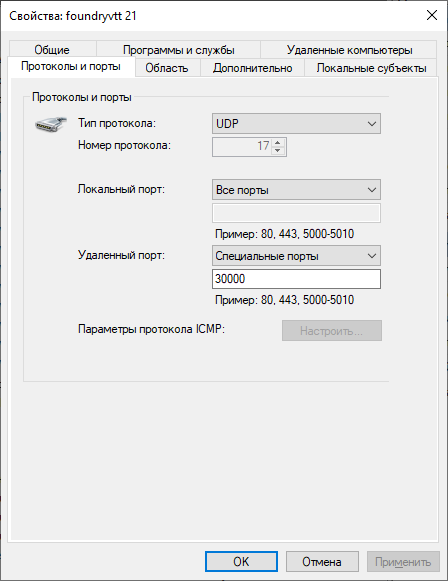 Свойства: foundryvtt 21
Общие
Программы и службы
Удаленные компьютеры
Протоколы и порты
Область
Дополнительно
Локальные субъекты
Протоколы и порты
Тип протокола:
UDP
Номер протокола:
17
Локальный порт:
Все порты
Пример: 80, 443, 5000-5010
Удаленный порт:
Специальные порты
30000
Пример: 80, 443, 5000-5010
Параметры протокола ICMP:
Настроить...
OK
Отмена
Применить